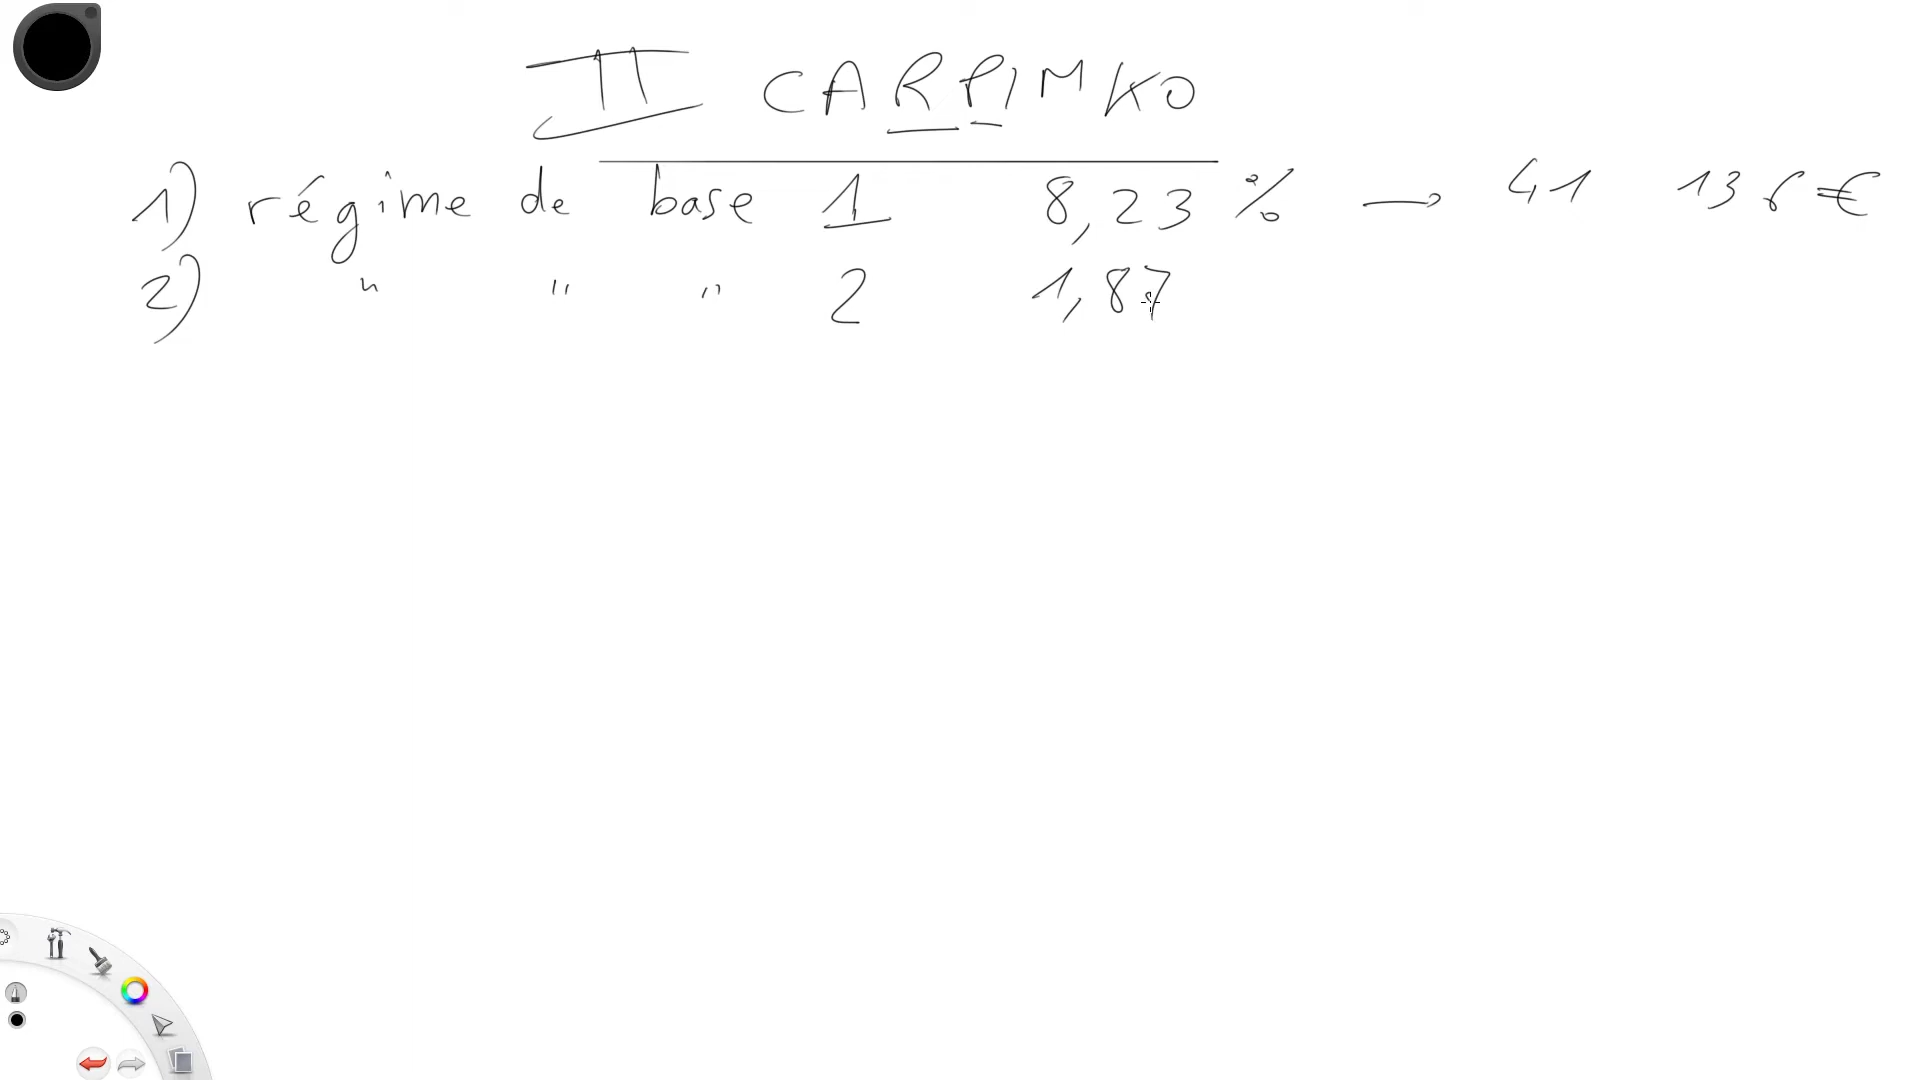 II CARPIMKO
1) régime de base 1 8,23 % → 41 136 €
2) " " " 2 1,87